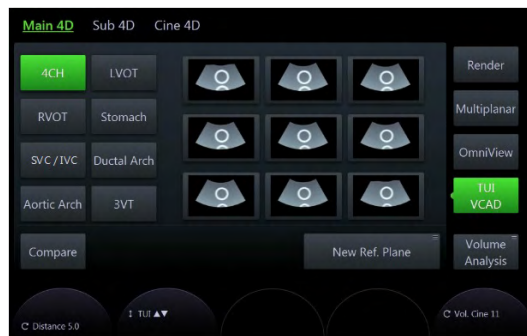 Main 4D Sub 4D Cine 4D
4CH LVOT
RVOT Stomach
SVC / IVC Ductal Arch
Aortic Arch 3VT
Compare New Ref. Plane
Render
Multiplanar
OmniView
TUI
VCAD
Volume
Analysis
C Distance 5.0
↕ TUI ▲▼
C Vol. Cine 11